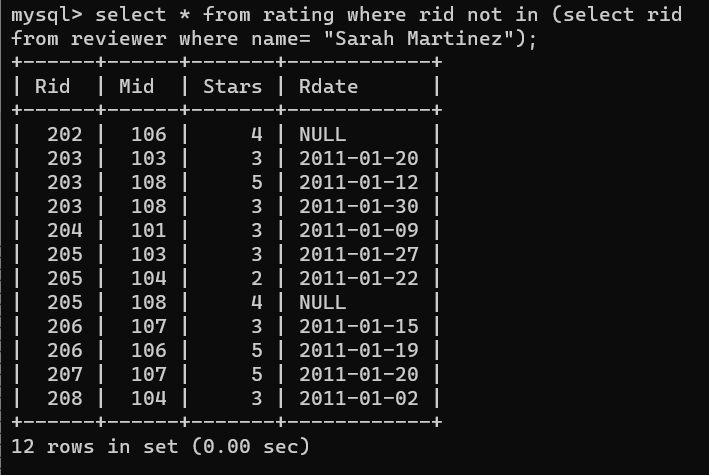 mysql> select * from rating where rid not in (select rid
from reviewer where name= "Sarah Martinez");
+------+------+-------+------------+
| Rid  | Mid  | Stars | Rdate      |
+------+------+-------+------------+
|  202 |  106 |     4 | NULL       |
|  203 |  103 |     3 | 2011-01-20 |
|  203 |  108 |     5 | 2011-01-12 |
|  203 |  108 |     3 | 2011-01-30 |
|  204 |  101 |     3 | 2011-01-09 |
|  205 |  103 |     3 | 2011-01-27 |
|  205 |  104 |     2 | 2011-01-22 |
|  205 |  108 |     4 | NULL       |
|  206 |  107 |     3 | 2011-01-15 |
|  206 |  106 |     5 | 2011-01-19 |
|  207 |  107 |     5 | 2011-01-20 |
|  208 |  104 |     3 | 2011-01-02 |
+------+------+-------+------------+
12 rows in set (0.00 sec)